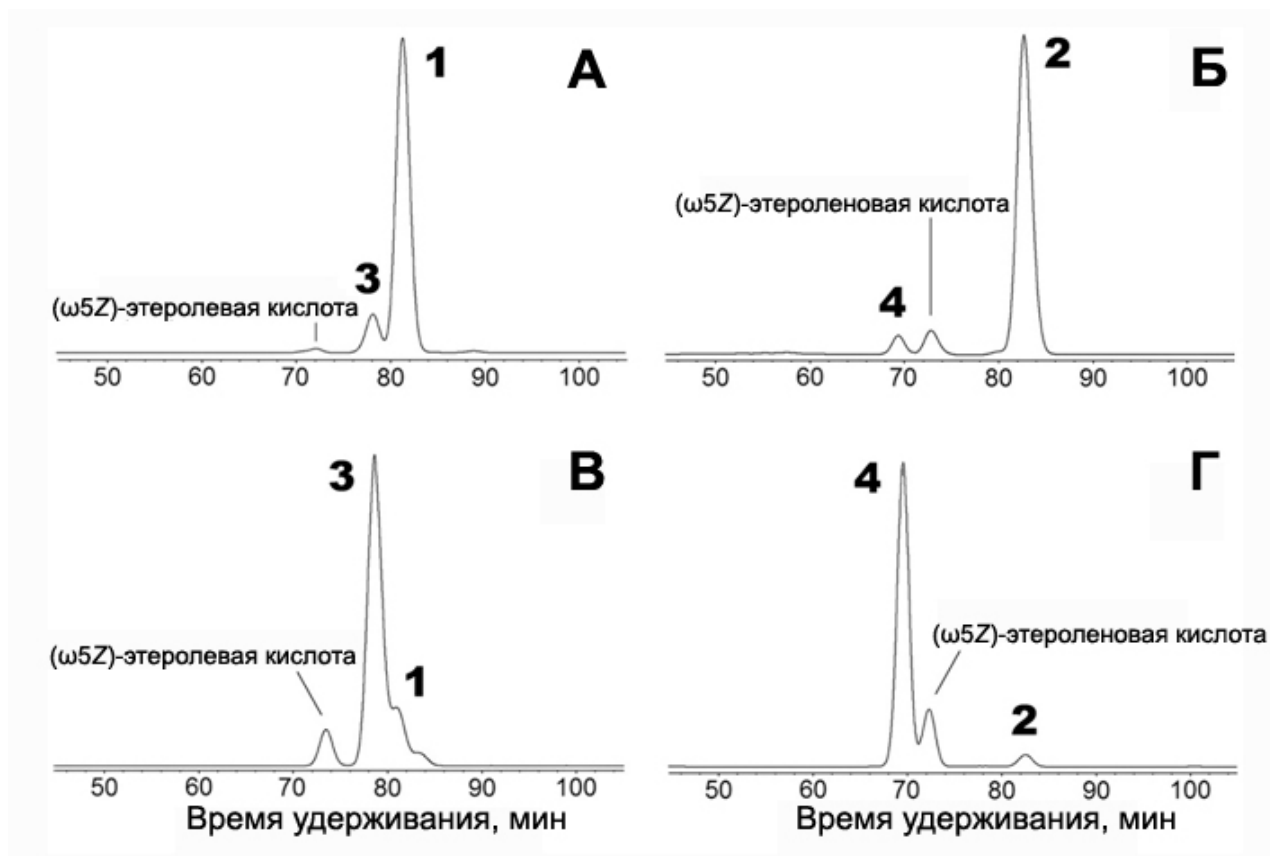 А
1
3
(ω5Z)-этеролевая кислота
50 60 70 80 90 100
Б
2
(ω5Z)-этероленовая кислота
4
50 60 70 80 90 100
В
3
(ω5Z)-этеролевая кислота
1
50 60 70 80 90 100
Время удерживания, мин
Г
4
(ω5Z)-этероленовая кислота
2
50 60 70 80 90 100
Время удерживания, мин